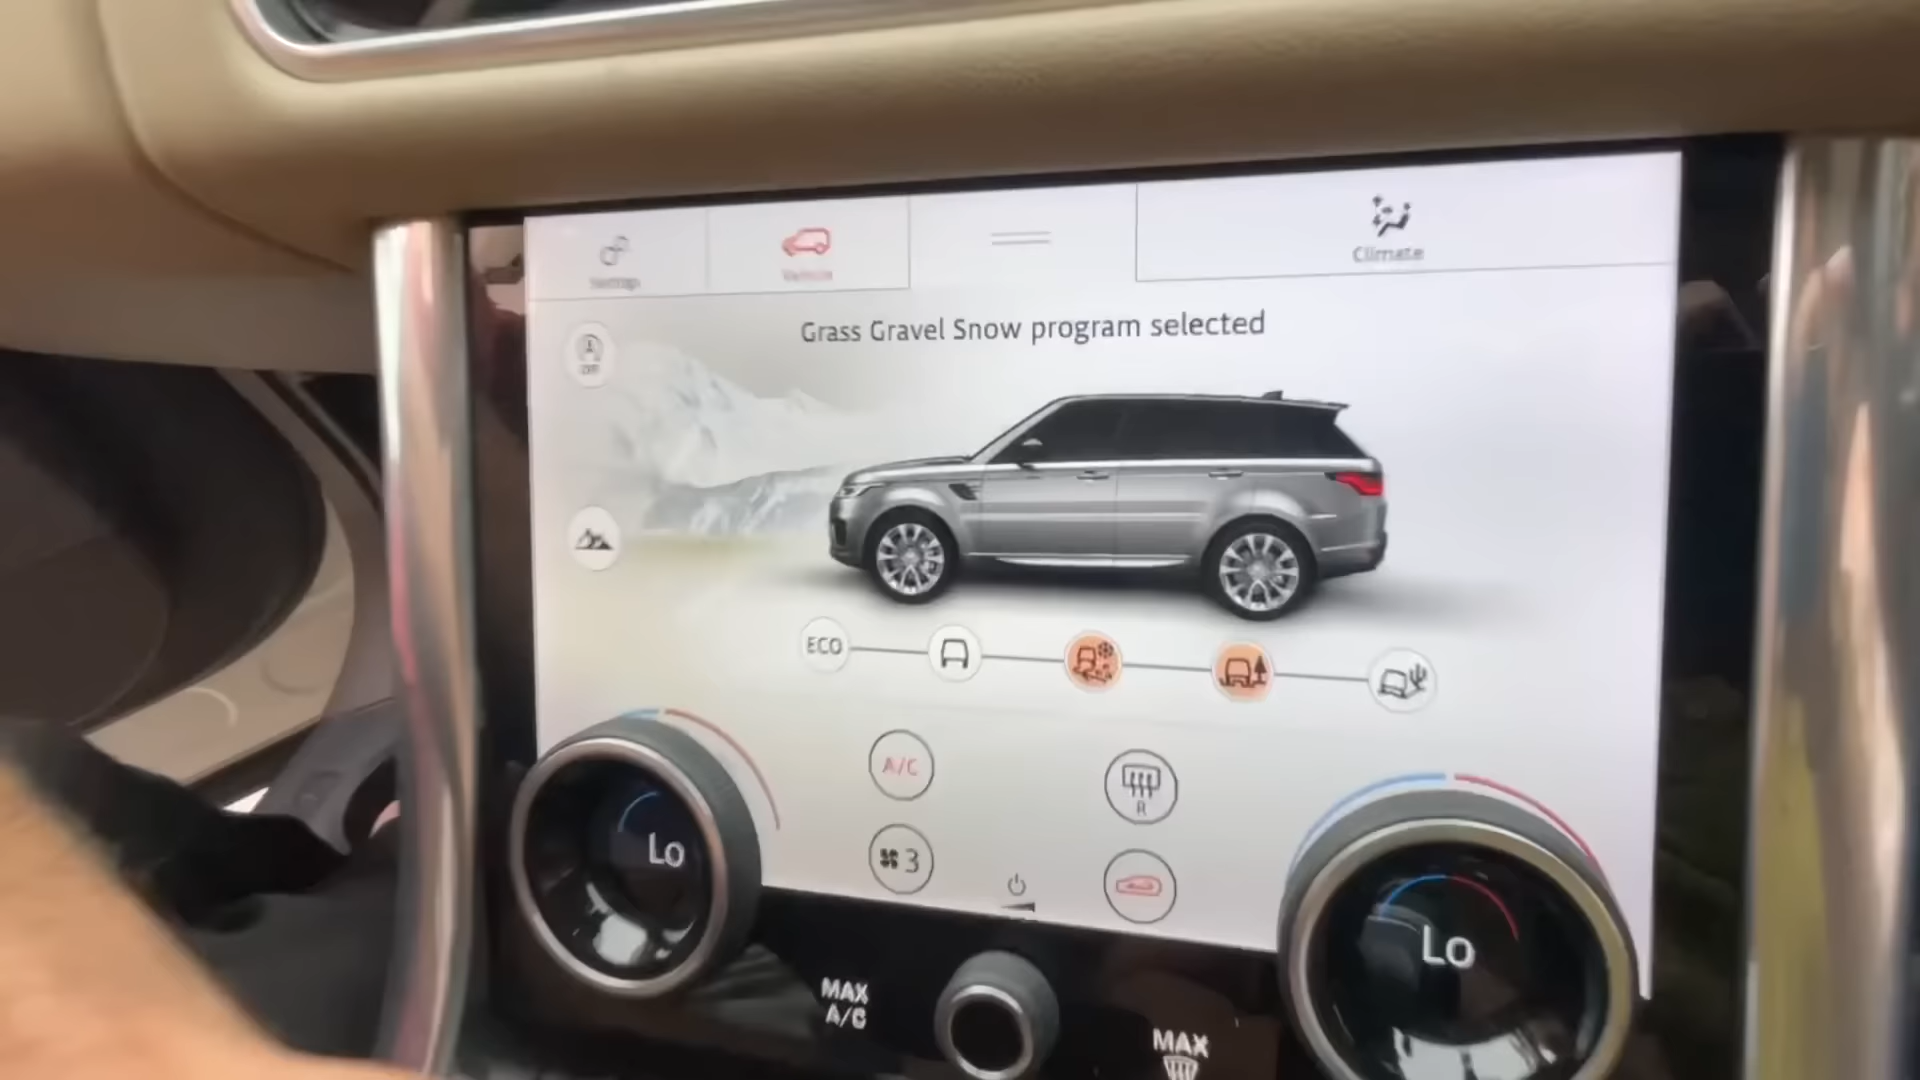 Climate
Grass Gravel Snow program selected
ECO
A/C
R
Lo
3
Lo
MAX
A/C
MAX